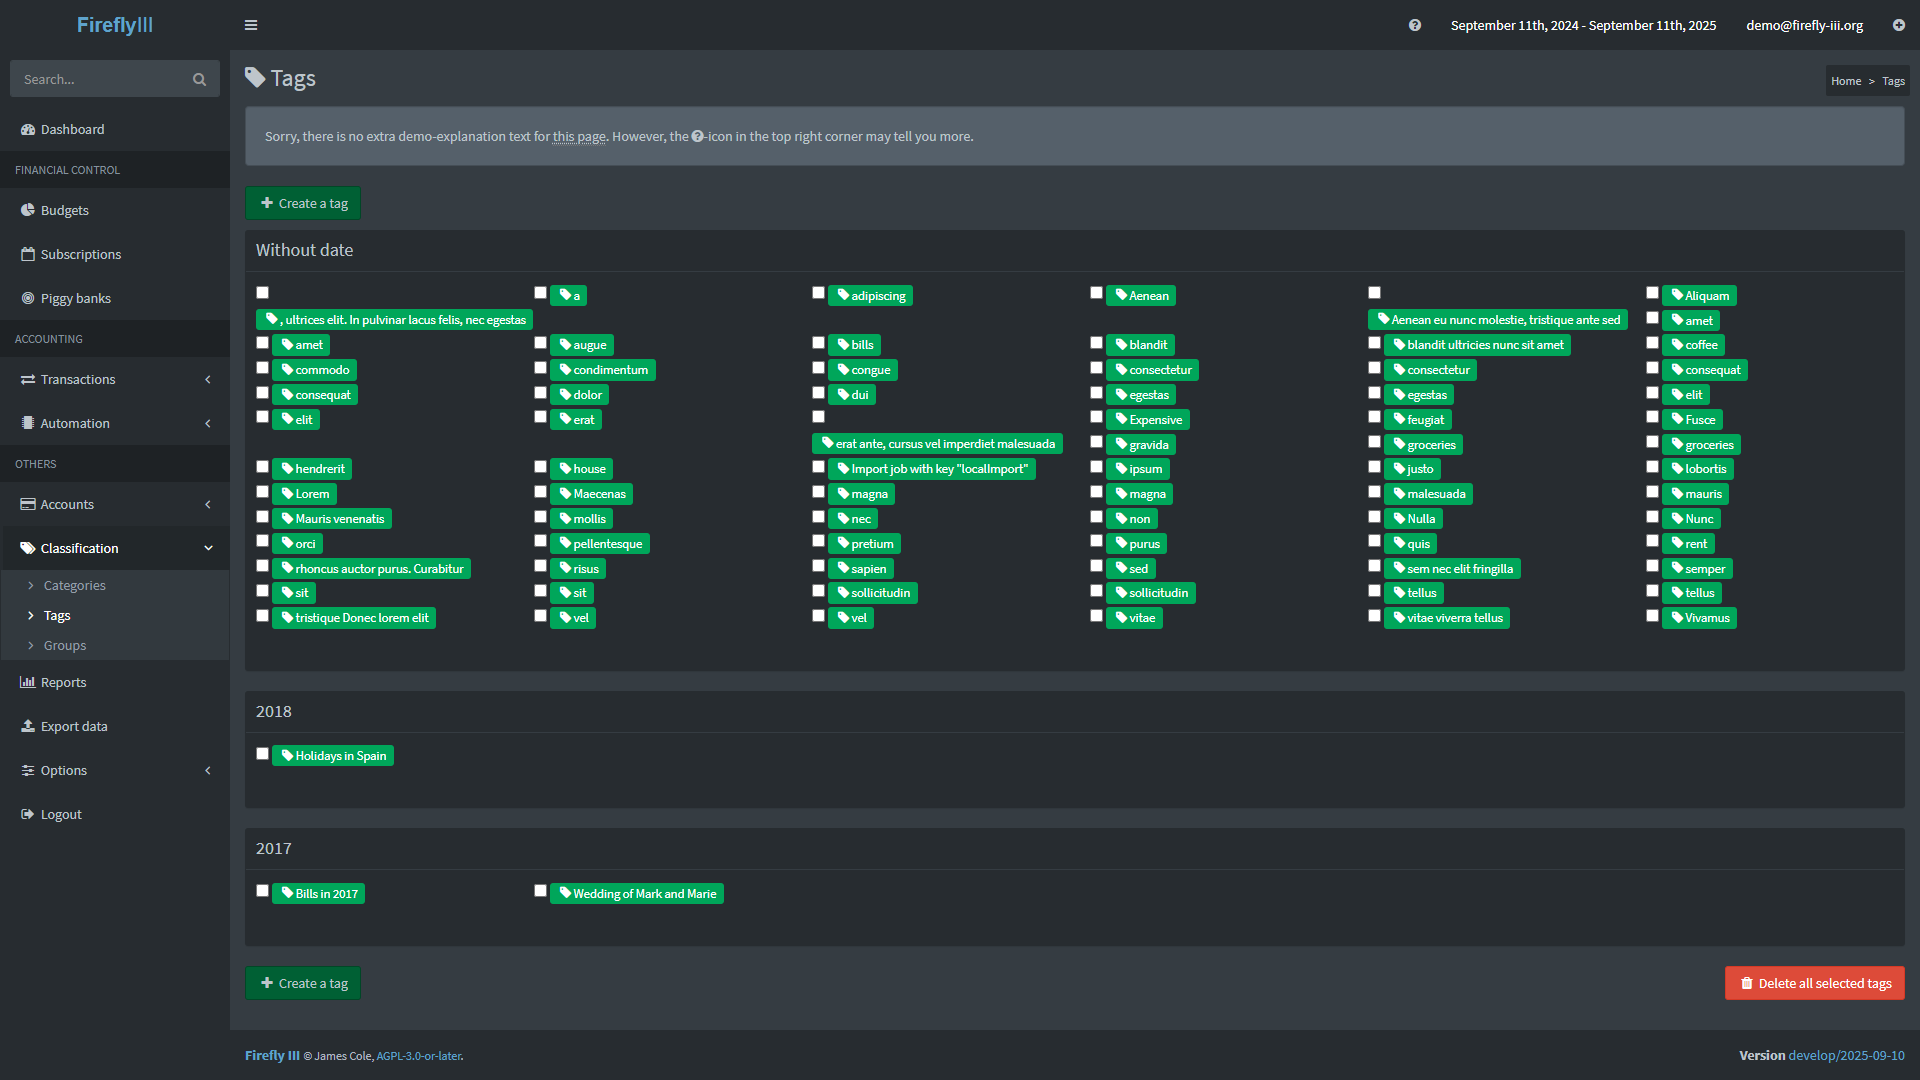 FireflyIII
September 11th, 2024 - September 11th, 2025
demo@firefly-iii.org
Search...
Dashboard
FINANCIAL CONTROL
Budgets
Subscriptions
Piggy banks
ACCOUNTING
Transactions
Automation
OTHERS
Accounts
Classification
Categories
Tags
Groups
Reports
Export data
Options
Logout
Tags
Home > Tags
Sorry, there is no extra demo-explanation text for this page. However, the ?-icon in the top right corner may tell you more.
Create a tag
Without date
a adipiscing Aenean Aliquam
, ultrices elit. In pulvinar lacus felis, nec egestas Aenean eu nunc molestie, tristique ante sed amet
amet augue bills blandit blandit ultricies nunc sit amet coffee
commodo condimentum congue consectetur consectetur consequat
consequat dolor dui egestas egestas elit
elit erat Expensive feugiat Fusce
erat ante, cursus vel imperdiet malesuada gravida groceries groceries
hendrerit house Import job with key "localImport" ipsum justo lobortis
Lorem Maecenas magna magna malesuada mauris
Mauris venenatis mollis nec non Nulla Nunc
orci pellentesque pretium purus quis rent
rhoncus auctor purus. Curabitur risus sapien sed sem nec elit fringilla semper
sit sit sollicitudin sollicitudin tellus tellus
tristique Donec lorem elit vel vel vitae vitae viverra tellus Vivamus
2018
Holidays in Spain
2017
Bills in 2017 Wedding of Mark and Marie
Create a tag
Delete all selected tags
Firefly III © James Cole, AGPL-3.0-or-later.
Version develop/2025-09-10